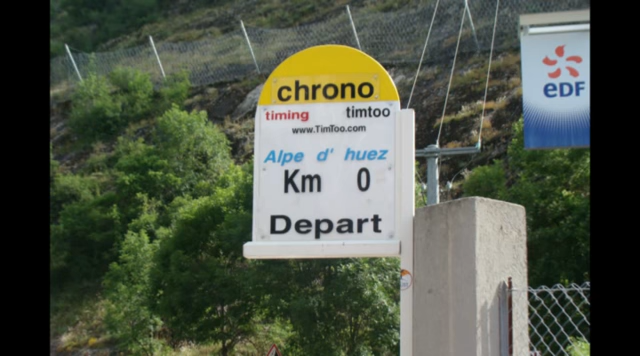 chrono
timing timtoo
www.TimToo.com
Alpe d' huez
Km 0
Depart
eDF